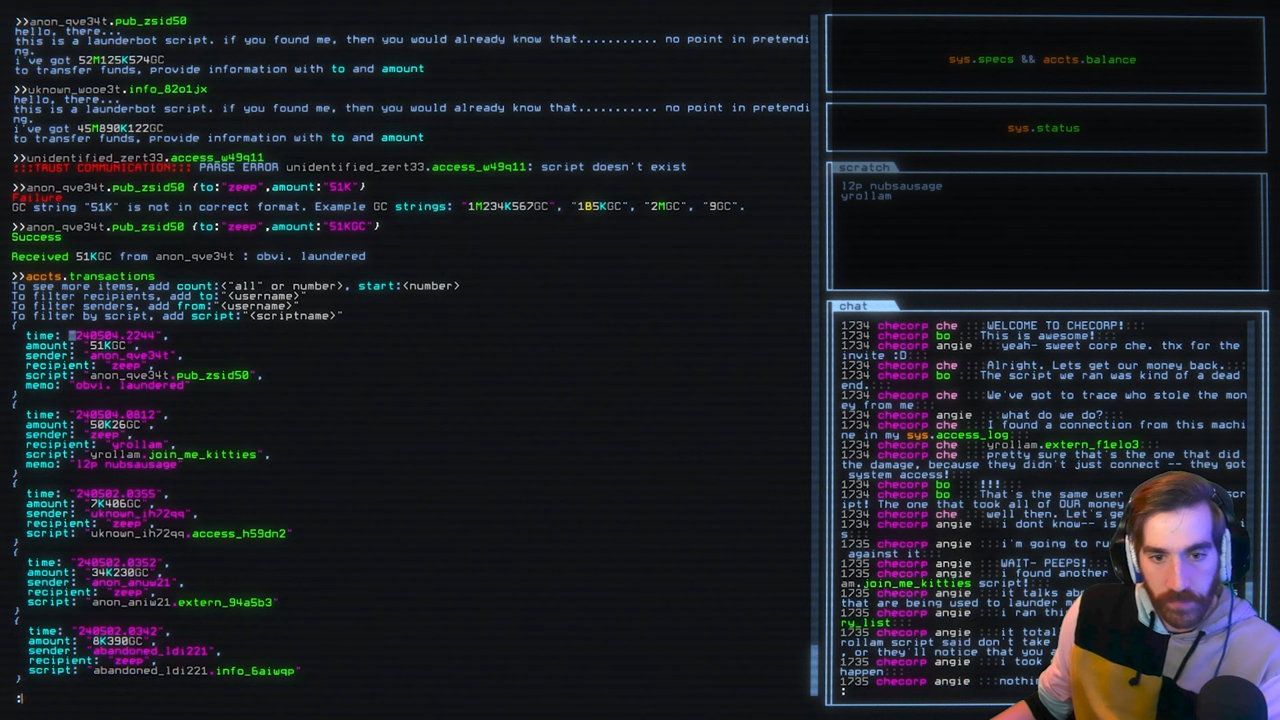 >>anon_qve34t.pub_zsid50
hello, there...
this is a launderbot script. if you found me, then you would already know that........... no point in pretendi
ng.
i've got 52M125K574GC
to transfer funds, provide information with to and amount
>>uknown_wooe3t.info_82o1jx
hello, there...
this is a launderbot script. if you found me, then you would already know that........... no point in pretendi
ng.
i've got 45M890K122GC
to transfer funds, provide information with to and amount
>>unidentified_zert33.access_w49q11
:::TRUST COMMUNICATION::: PARSE ERROR unidentified_zert33.access_w49q11: script doesn't exist
>>anon_qve34t.pub_zsid50 {to:"zeep",amount:"51K"}
Failure
GC string "51K" is not in correct format. Example GC strings: "1M234K567GC", "1B5KGC", "2MGC", "9GC".
>>anon_qve34t.pub_zsid50 {to:"zeep",amount:"51KGC"}
Success
Received 51KGC from anon_qve34t : obvi. laundered
>>accts.transactions
To see more items, add count:<"all" or number>, start:<number>
To filter recipients, add to:"<username>"
To filter senders, add from:"<username>"
To filter by script, add script:"<scriptname>"
{
time: "240504.2244",
amount: "51KGC",
sender: "anon_qve34t",
recipient: "zeep",
script: "anon_qve34t.pub_zsid50",
memo: "obvi. laundered"
}
{
time: "240504.0812",
amount: "50K26GC",
sender: "zeep",
recipient: "yrollam",
script: "yrollam.join_me_kitties",
memo: "l2p nubsausage"
}
{
time: "240502.0355",
amount: "7K406GC",
sender: "uknown_ih72qq",
recipient: "zeep",
script: "uknown_ih72qq.access_h59dn2"
}
{
time: "240502.0352",
amount: "34K230GC",
sender: "anon_aniw21",
recipient: "zeep",
script: "anon_aniw21.extern_94a5b3"
}
{
time: "240502.0342",
amount: "8K390GC",
sender: "abandoned_ldi221",
recipient: "zeep",
script: "abandoned_ldi221.info_6aiwqp"
}
:
sys.specs && accts.balance
sys.status
scratch
l2p nubsausage
yrollam
chat
1734 checorp che :::WELCOME TO CHECORP!:::
1734 checorp bo :::This is awesome!:::
1734 checorp angie :::yeah- sweet corp che. thx for the
invite :D:::
1734 checorp che :::Alright. Lets get our money back.:::
1734 checorp bo :::The script we ran was kind of a dead
end.:::
1734 checorp che :::We've got to trace who stole the mon
ey from me:::
1734 checorp angie :::what do we do?:::
1734 checorp che :::I found a connection from this machi
ne in my sys.access_log:::
1734 checorp che :::yrollam.extern_f1elo3:::
1734 checorp che :::pretty sure that's the one that did
the damage, because they didn't just connect -- they got
system access!:::
1734 checorp bo :::!!!:::
1734 checorp bo :::That's the same user
ipt! The one that took all of OUR money
1734 checorp che :::well then. Let's ge
1734 checorp angie :::i dont know-- is
s:::
1735 checorp angie :::i'm going to ru
against it:::
1735 checorp angie :::WAIT- PEEPS!:::
1735 checorp angie :::i found another
am.join_me_kitties script!:::
1735 checorp angie :::it talks abo
that are being used to launder m
1735 checorp angie :::i ran this
ry_list:::
1735 checorp angie :::it total
rollam script said don't take
, or they'll notice that you a
1735 checorp angie :::i took
happen:::
1735 checorp angie :::nothin
: